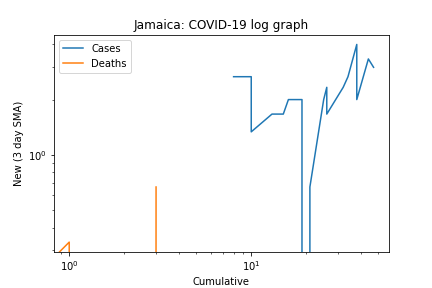 Jamaica: COVID-19 log graph
Cases
Deaths
New (3 day SMA)
10⁰
10⁰
10¹
Cumulative